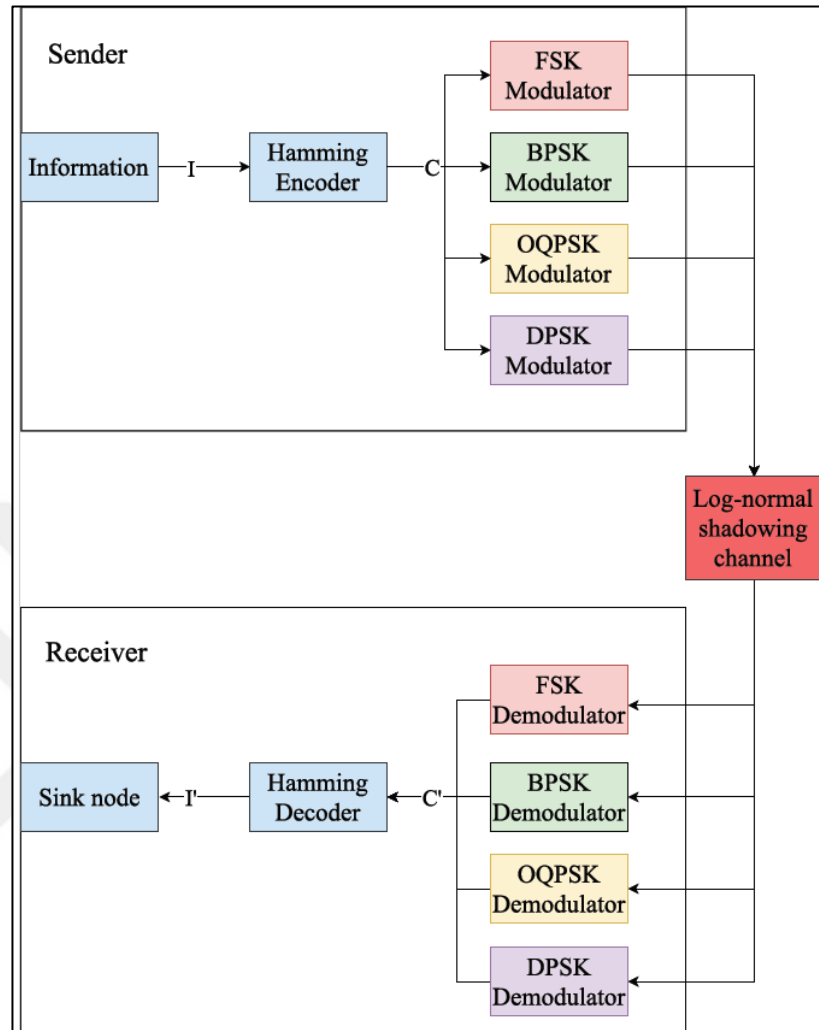 Sender
FSK
Modulator
Information
I
Hamming
Encoder
C
BPSK
Modulator
OQPSK
Modulator
DPSK
Modulator
Log-normal
shadowing
channel
Receiver
FSK
Demodulator
Sink node
I'
Hamming
Decoder
C'
BPSK
Demodulator
OQPSK
Demodulator
DPSK
Demodulator